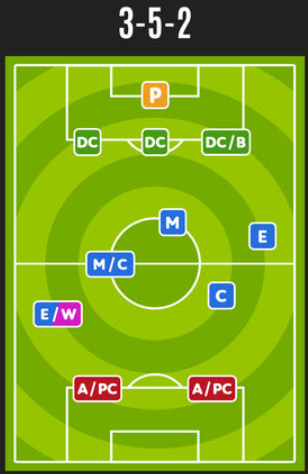 3-5-2
P
DC DC DC/B
M
E
M/C
C
E/W
A/PC A/PC